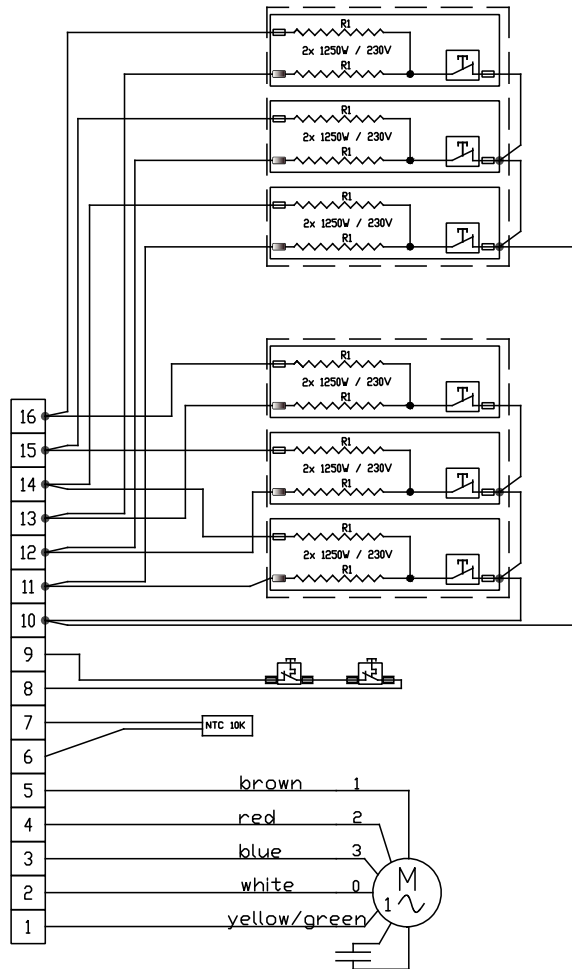 R1
2x 1250W / 230V
R1
R1
2x 1250W / 230V
R1
R1
2x 1250W / 230V
R1
R1
2x 1250W / 230V
R1
R1
2x 1250W / 230V
R1
R1
2x 1250W / 230V
R1
16
15
14
13
12
11
10
9
8
7
NTC 10K
6
5 brown 1
4 red 2
3 blue 3
2 white 0
1 yellow/green
M
1